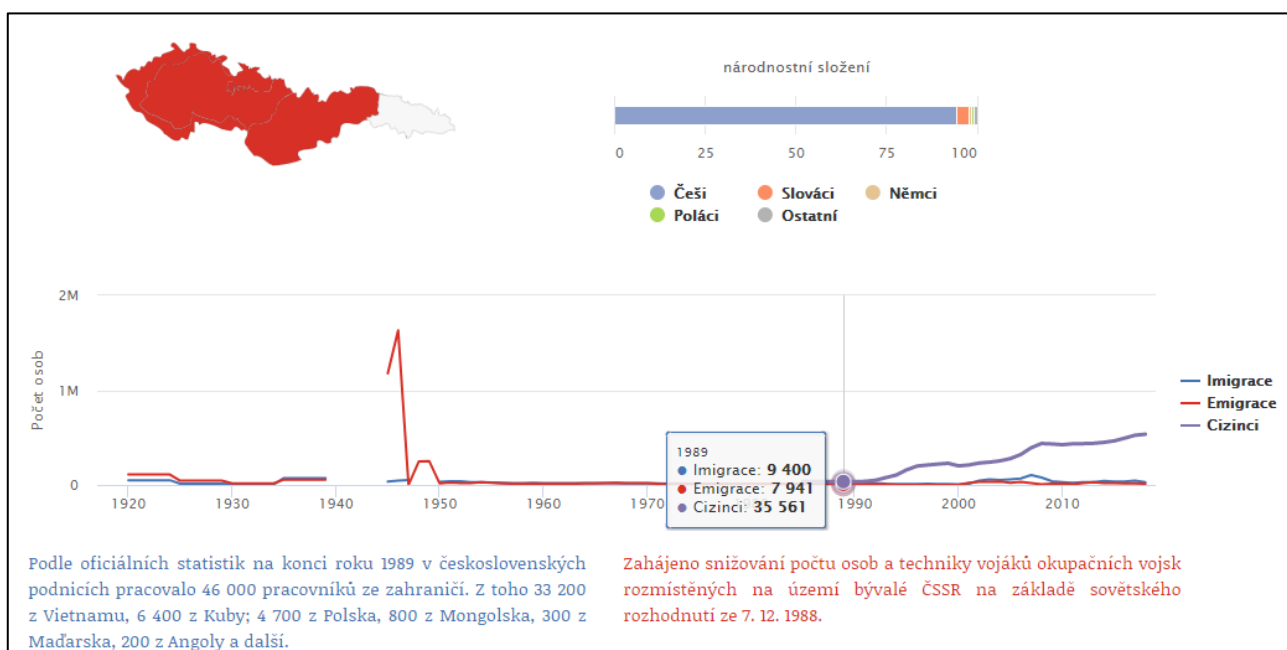 národnostní složení
0 25 50 75 100
Češi Slováci Němci
Poláci Ostatní
2M
1M
0
Počet osob
1920 1930 1940 1950 1960 1970 1990 2000 2010
1989
Imigrace: 9 400
Emigrace: 7 941
Cizinci: 35 561
Imigrace
Emigrace
Cizinci
Podle oficiálních statistik na konci roku 1989 v československých
podnicích pracovalo 46 000 pracovníků ze zahraničí. Z toho 33 200
z Vietnamu, 6 400 z Kuby; 4 700 z Polska, 800 z Mongolska, 300 z
Maďarska, 200 z Angoly a další.
Zahájeno snižování počtu osob a techniky vojáků okupačních vojsk
rozmístěných na území bývalé ČSSR na základě sovětského
rozhodnutí ze 7. 12. 1988.